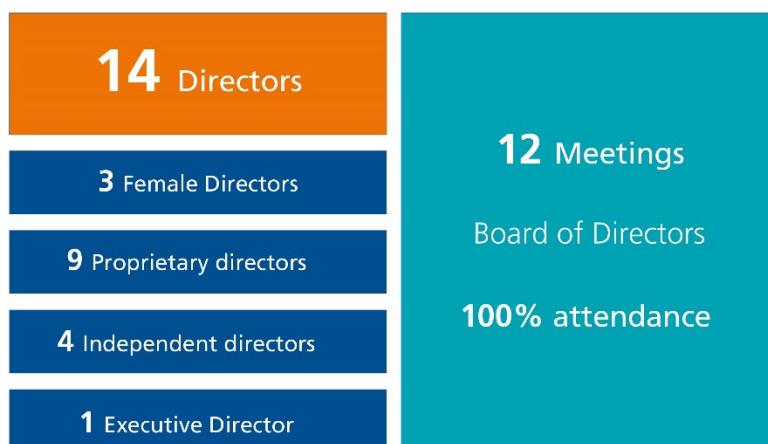 14 Directors
3 Female Directors
9 Proprietary directors
4 Independent directors
1 Executive Director
12 Meetings
Board of Directors
100% attendance